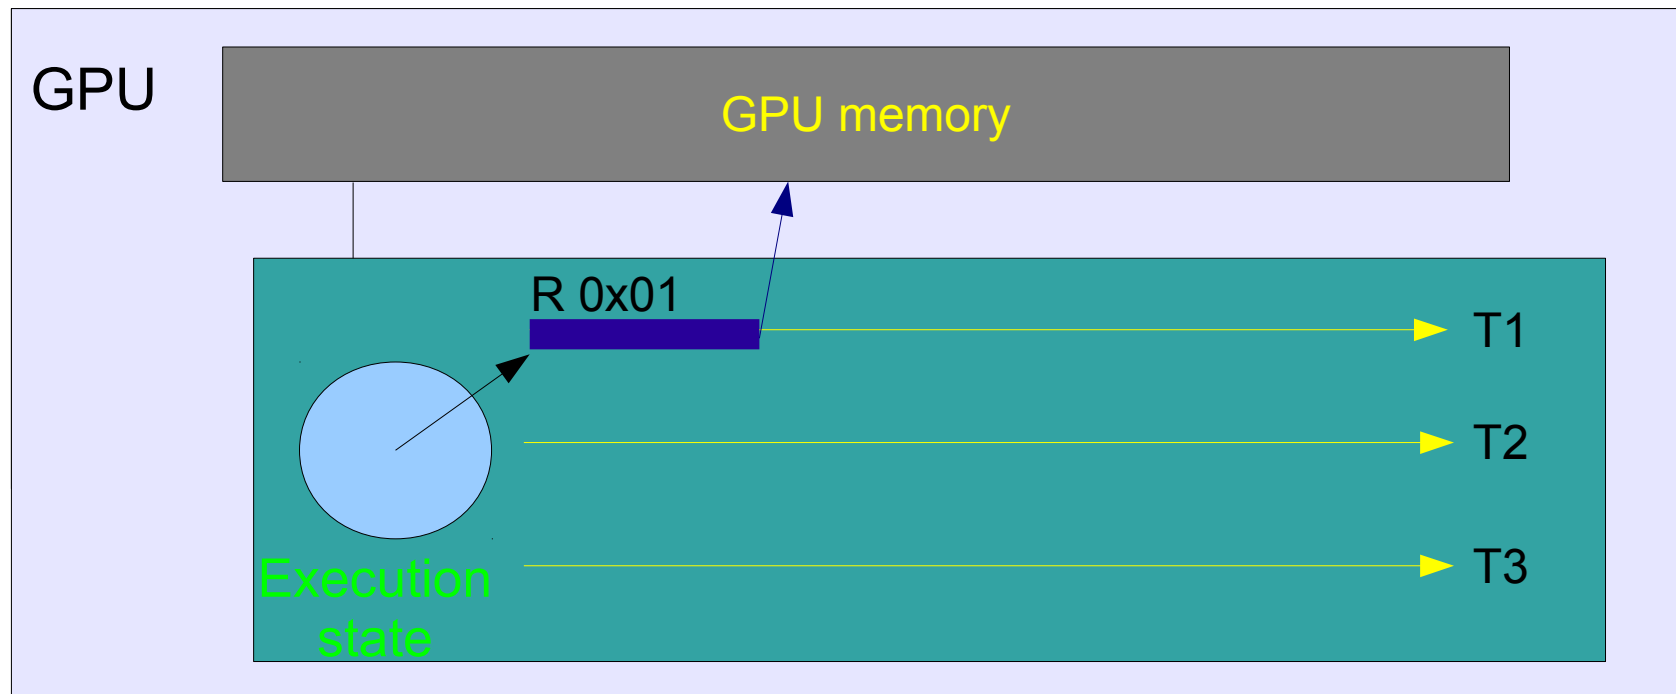 GPU
GPU memory
R 0x01
T1
T2
T3
Execution
state